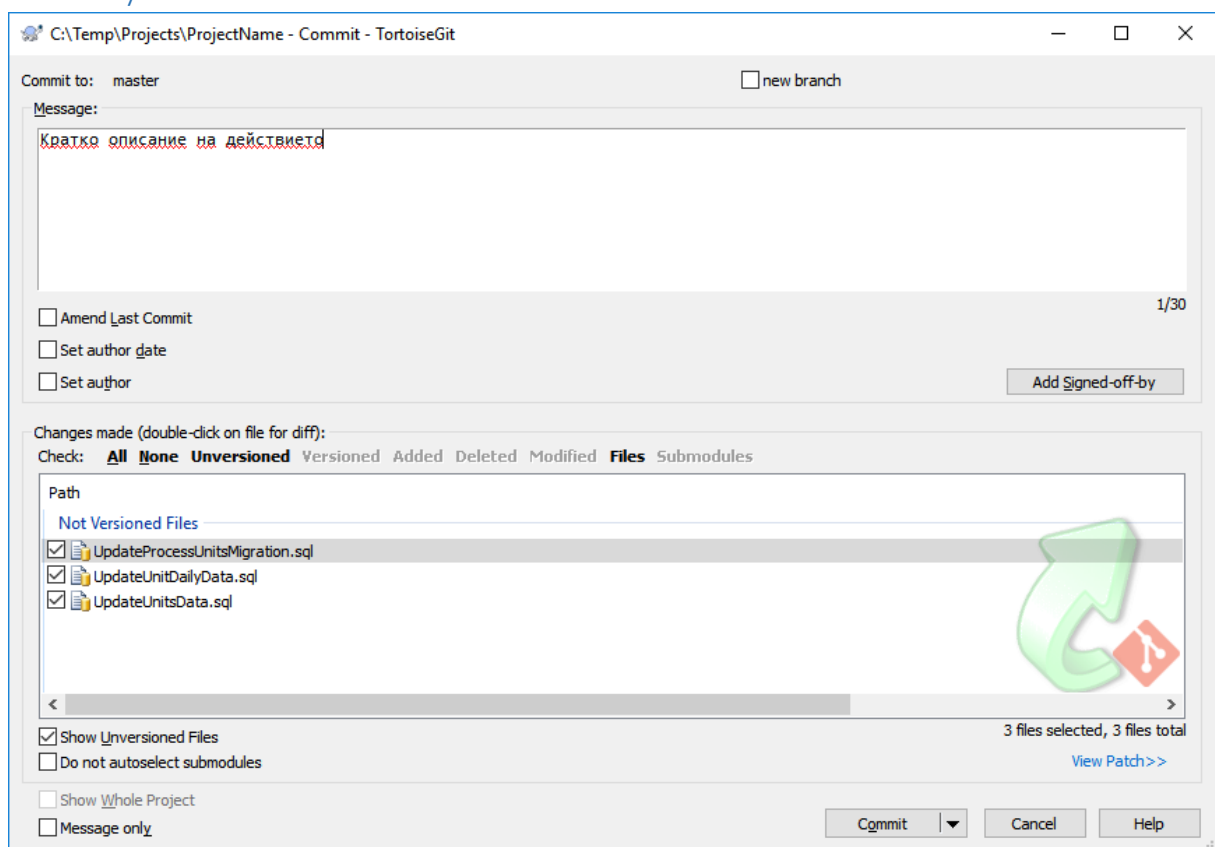 C:\Temp\Projects\ProjectName - Commit - TortoiseGit
Commit to: master
new branch
Message:
Кратко описание на действието
1/30
Amend Last Commit
Set author date
Set author
Add Signed-off-by
Changes made (double-click on file for diff):
Check: All None Unversioned Versioned Added Deleted Modified Files Submodules
Path
Not Versioned Files
UpdateProcessUnitsMigration.sql
UpdateUnitDailyData.sql
UpdateUnitsData.sql
Show Unversioned Files
3 files selected, 3 files total
Do not autoselect submodules
View Patch>>
Show Whole Project
Message only
Commit
Cancel
Help